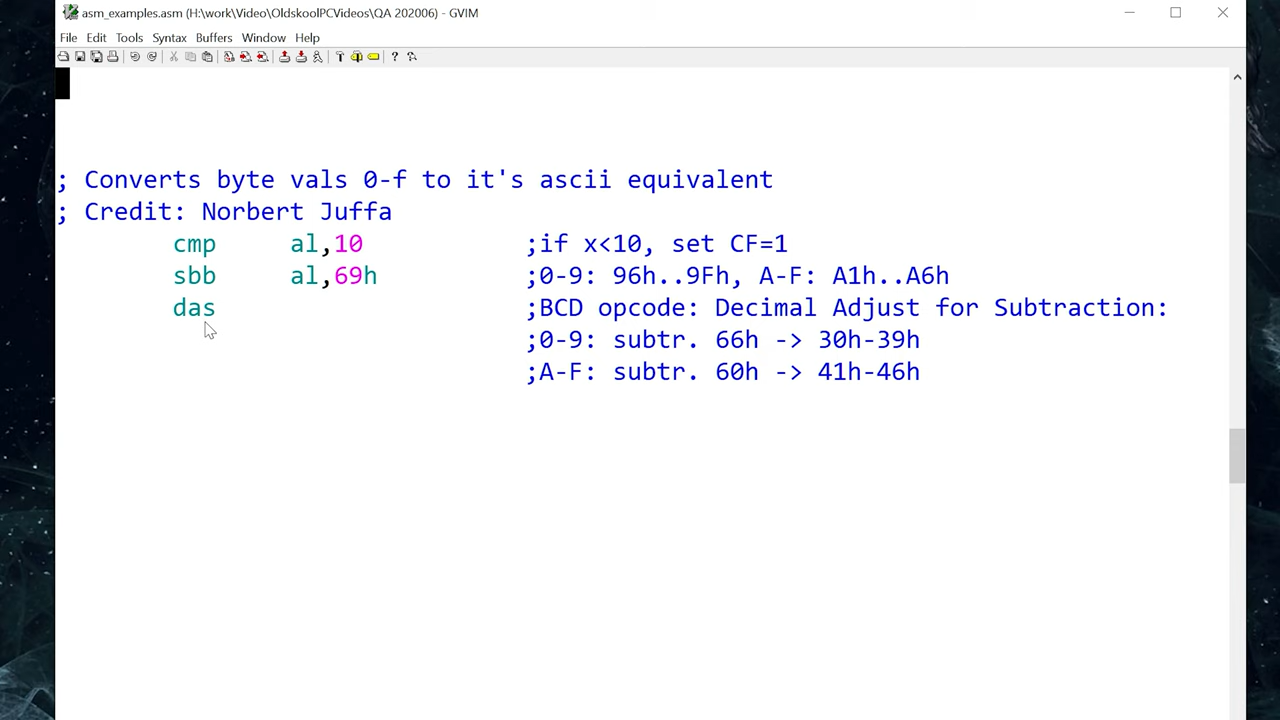 asm_examples.asm (H:\work\Video\OldskoolPCVideos\QA 202006) - GVIM
File Edit Tools Syntax Buffers Window Help
; Converts byte vals 0-f to it's ascii equivalent
; Credit: Norbert Juffa
cmp al,10 ;if x<10, set CF=1
sbb al,69h ;0-9: 96h..9Fh, A-F: A1h..A6h
das ;BCD opcode: Decimal Adjust for Subtraction:
;0-9: subtr. 66h -> 30h-39h
;A-F: subtr. 60h -> 41h-46h